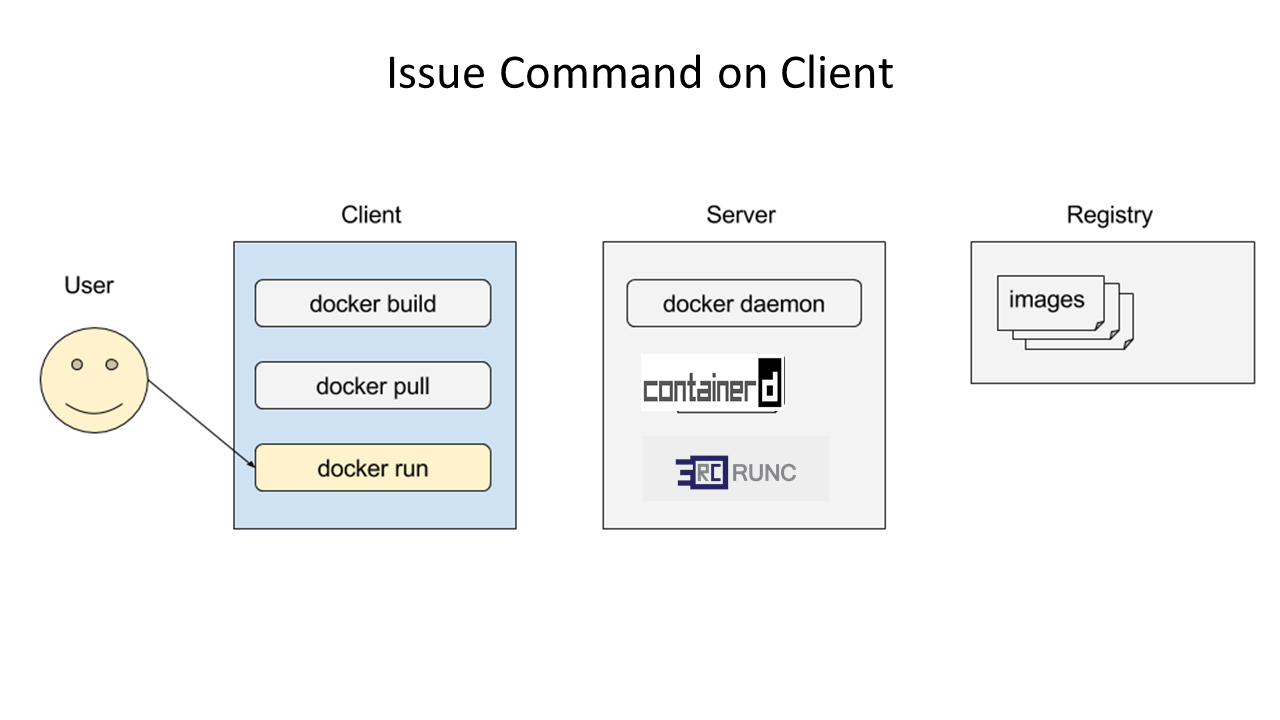 Issue Command on Client
User
Client
docker build
docker pull
docker run
Server
docker daemon
containerd
RC RUNC
Registry
images